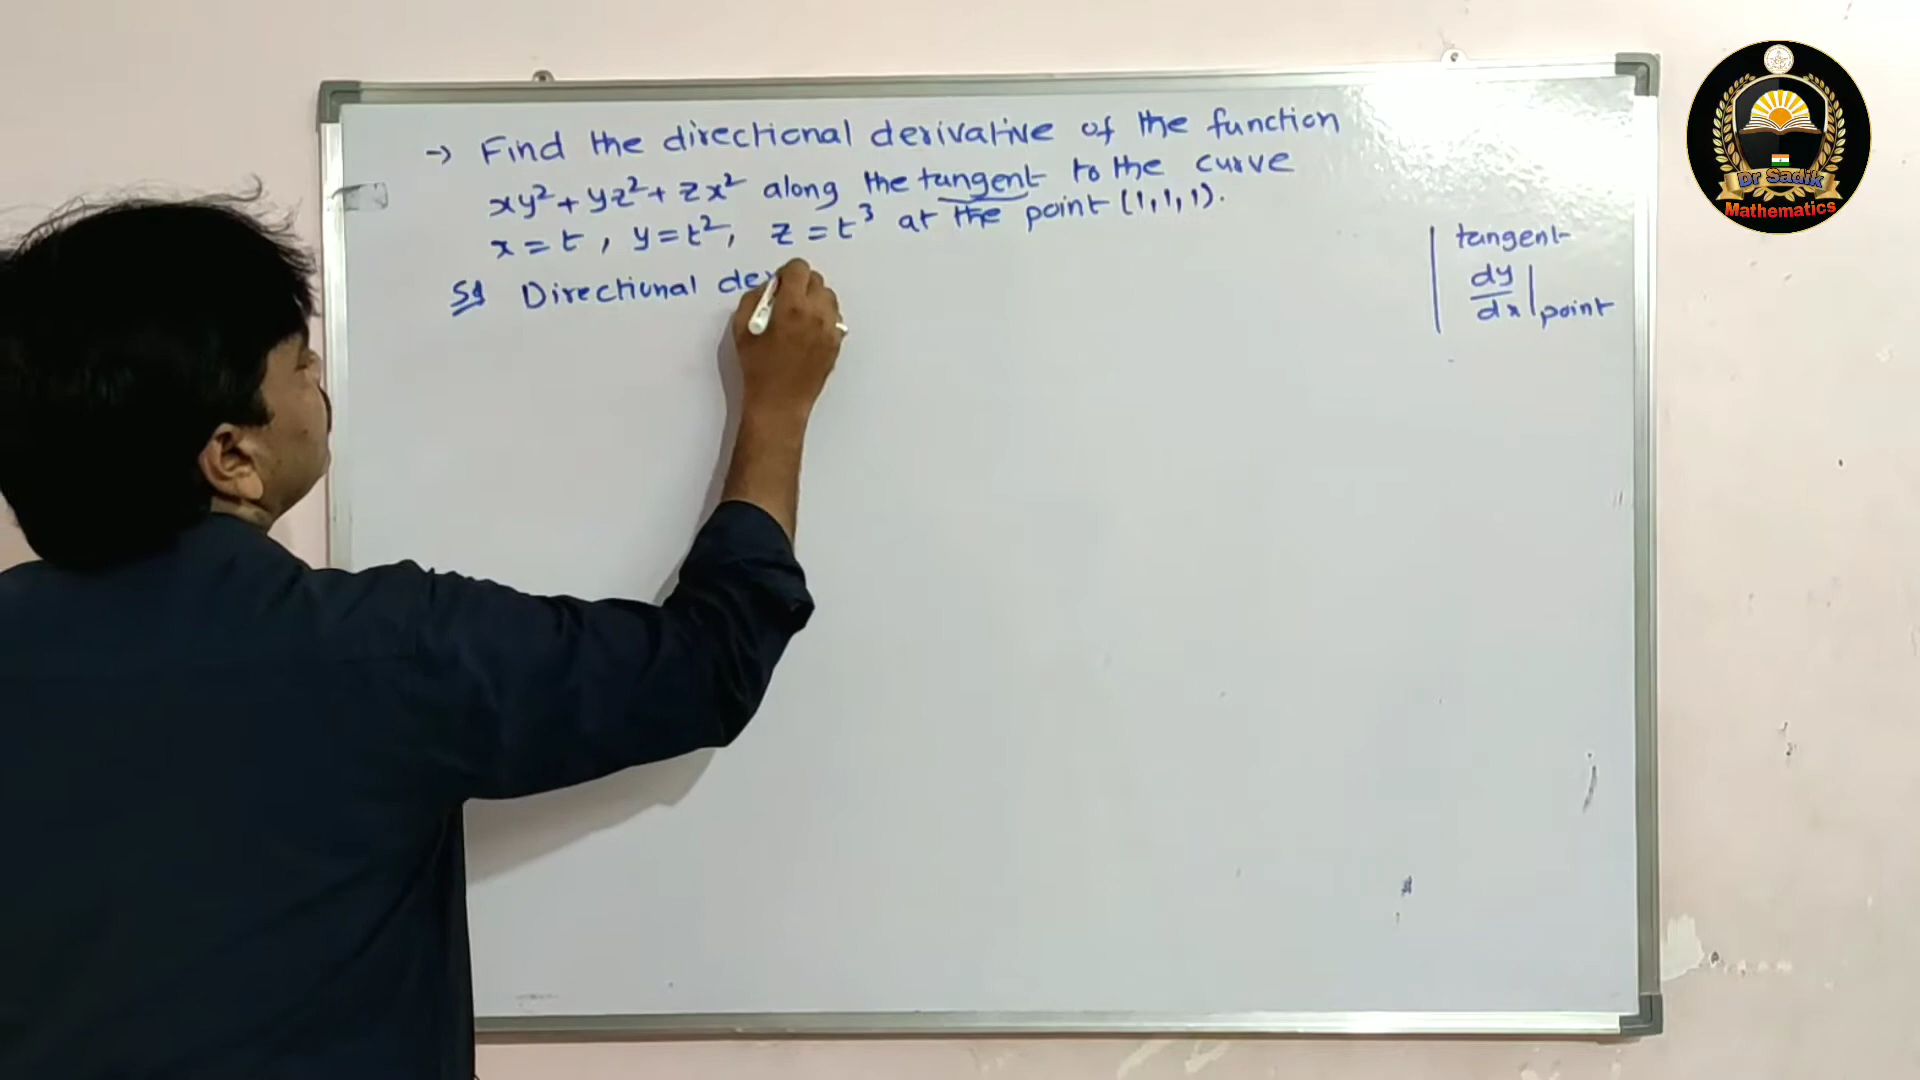 → Find the directional derivative of the function
xy²+yz²+zx² along the tangent to the curve
x=t, y=t², z=t³ at the point (1,1,1).
Sol Directional der
tangent
dy
dx
point
Dr Sadik
Mathematics